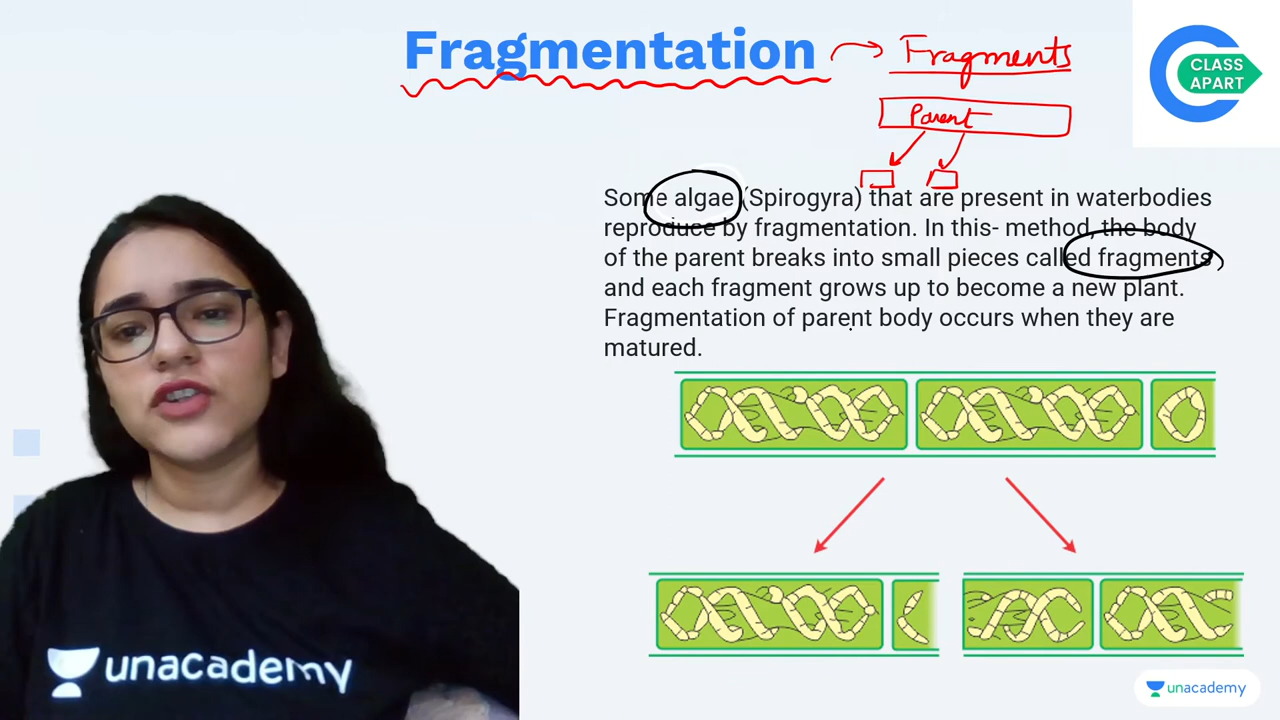 Fragmentation
Fragments
CLASS
APART
Parent
Some algae (Spirogyra) that are present in waterbodies
reproduce by fragmentation. In this- method, the body
of the parent breaks into small pieces called fragments,
and each fragment grows up to become a new plant.
Fragmentation of parent body occurs when they are
matured.
unacademy
unacademy